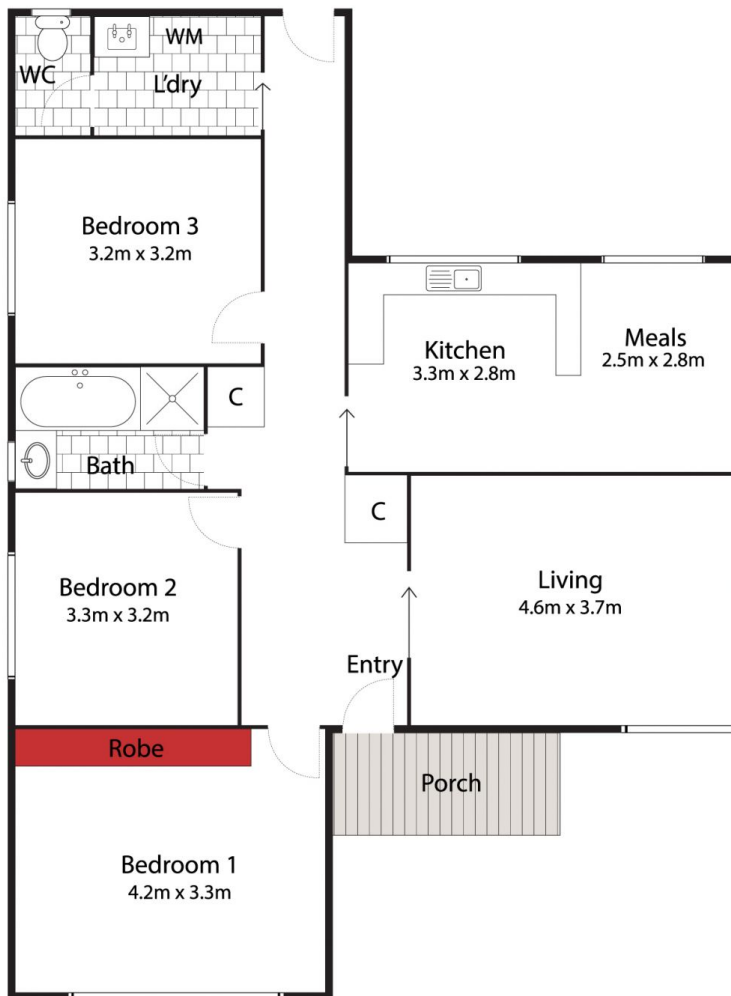 WC
WM
L'dry
Bedroom 3
3.2m x 3.2m
Kitchen
3.3m x 2.8m
Meals
2.5m x 2.8m
C
Bath
C
Bedroom 2
3.3m x 3.2m
Living
4.6m x 3.7m
Entry
Robe
Porch
Bedroom 1
4.2m x 3.3m